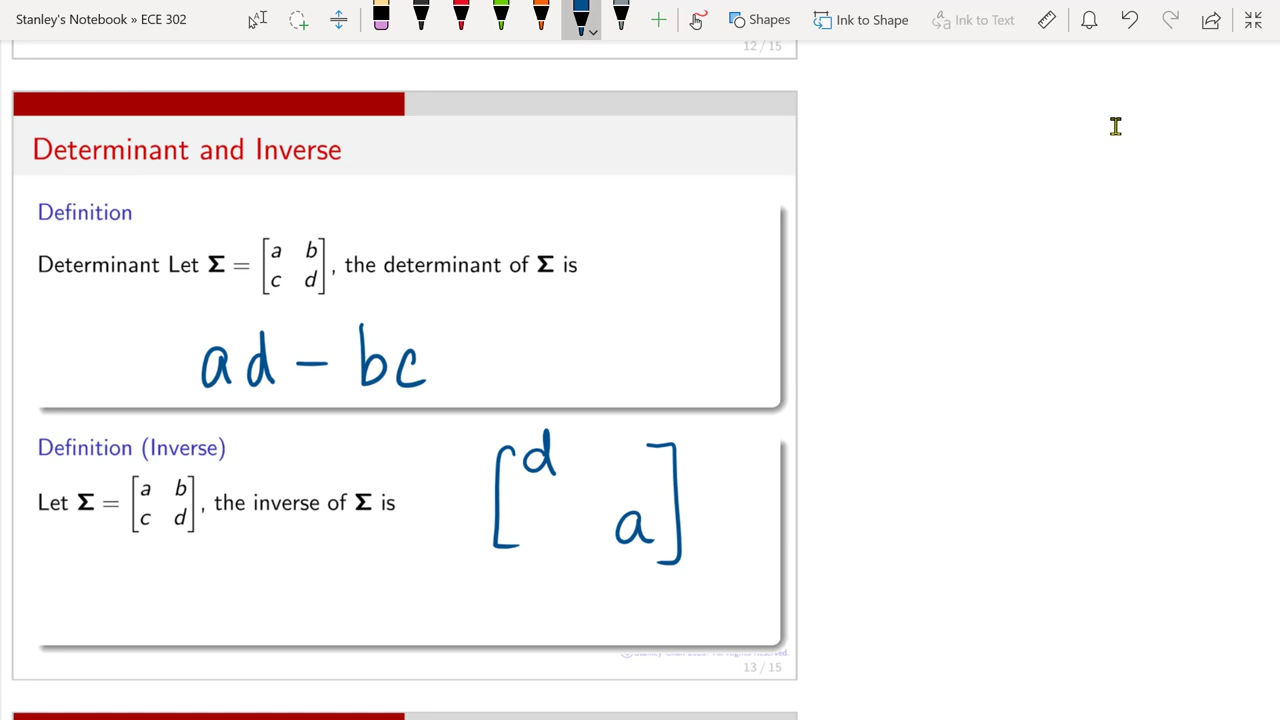 Stanley's Notebook » ECE 302
Shapes
Ink to Shape
Ink to Text
12 / 15
Determinant and Inverse
Definition
Determinant Let Σ = [a b
c d], the determinant of Σ is
ad - bc
Definition (Inverse)
Let Σ = [a b
c d], the inverse of Σ is
[d
a]
13 / 15